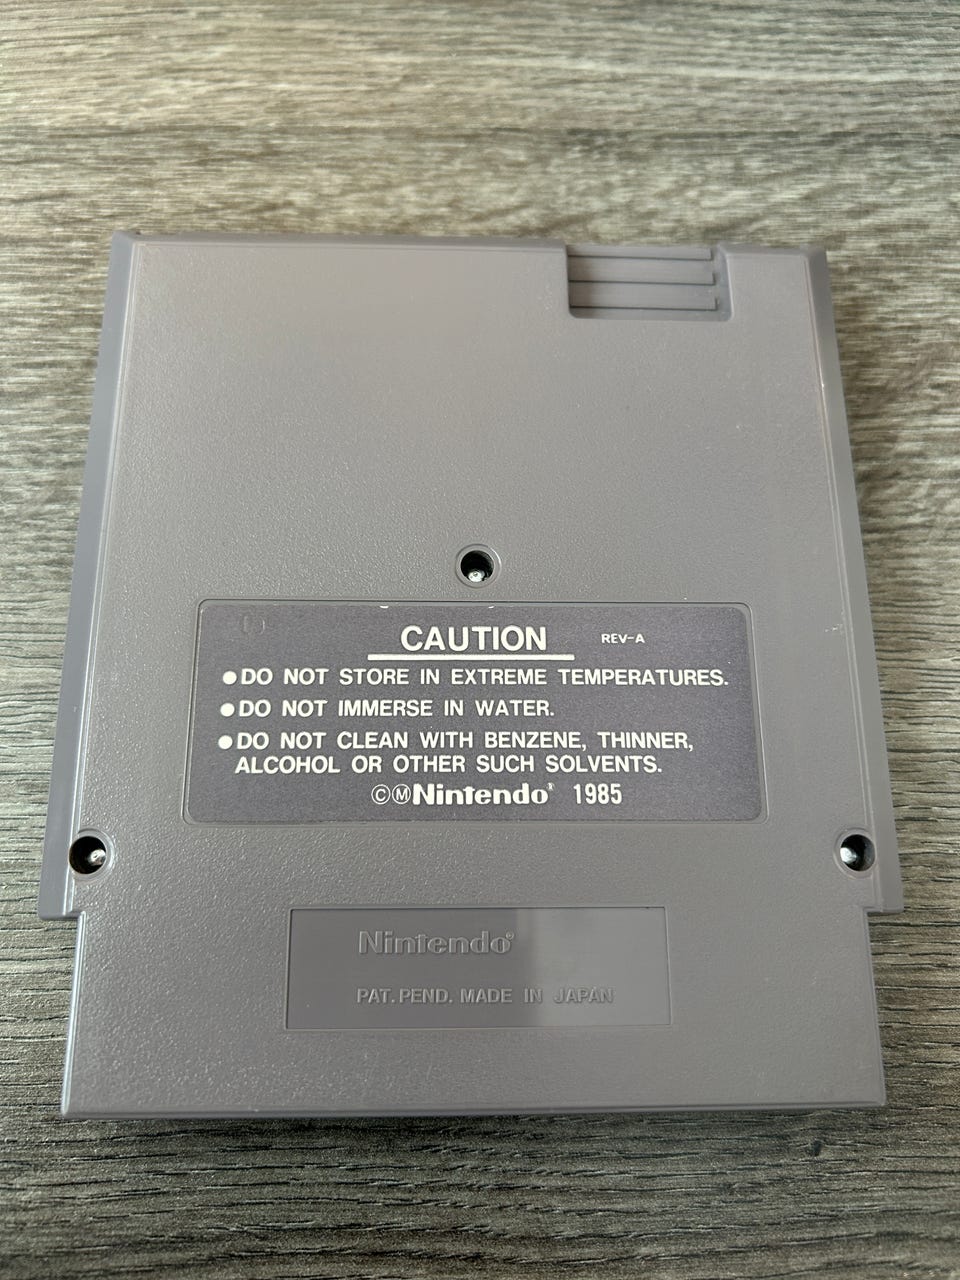 CAUTION REV-A
●DO NOT STORE IN EXTREME TEMPERATURES.
●DO NOT IMMERSE IN WATER.
●DO NOT CLEAN WITH BENZENE, THINNER,
ALCOHOL OR OTHER SUCH SOLVENTS.
©ⓂNintendo® 1985
Nintendo®
PAT. PEND. MADE IN JAPAN